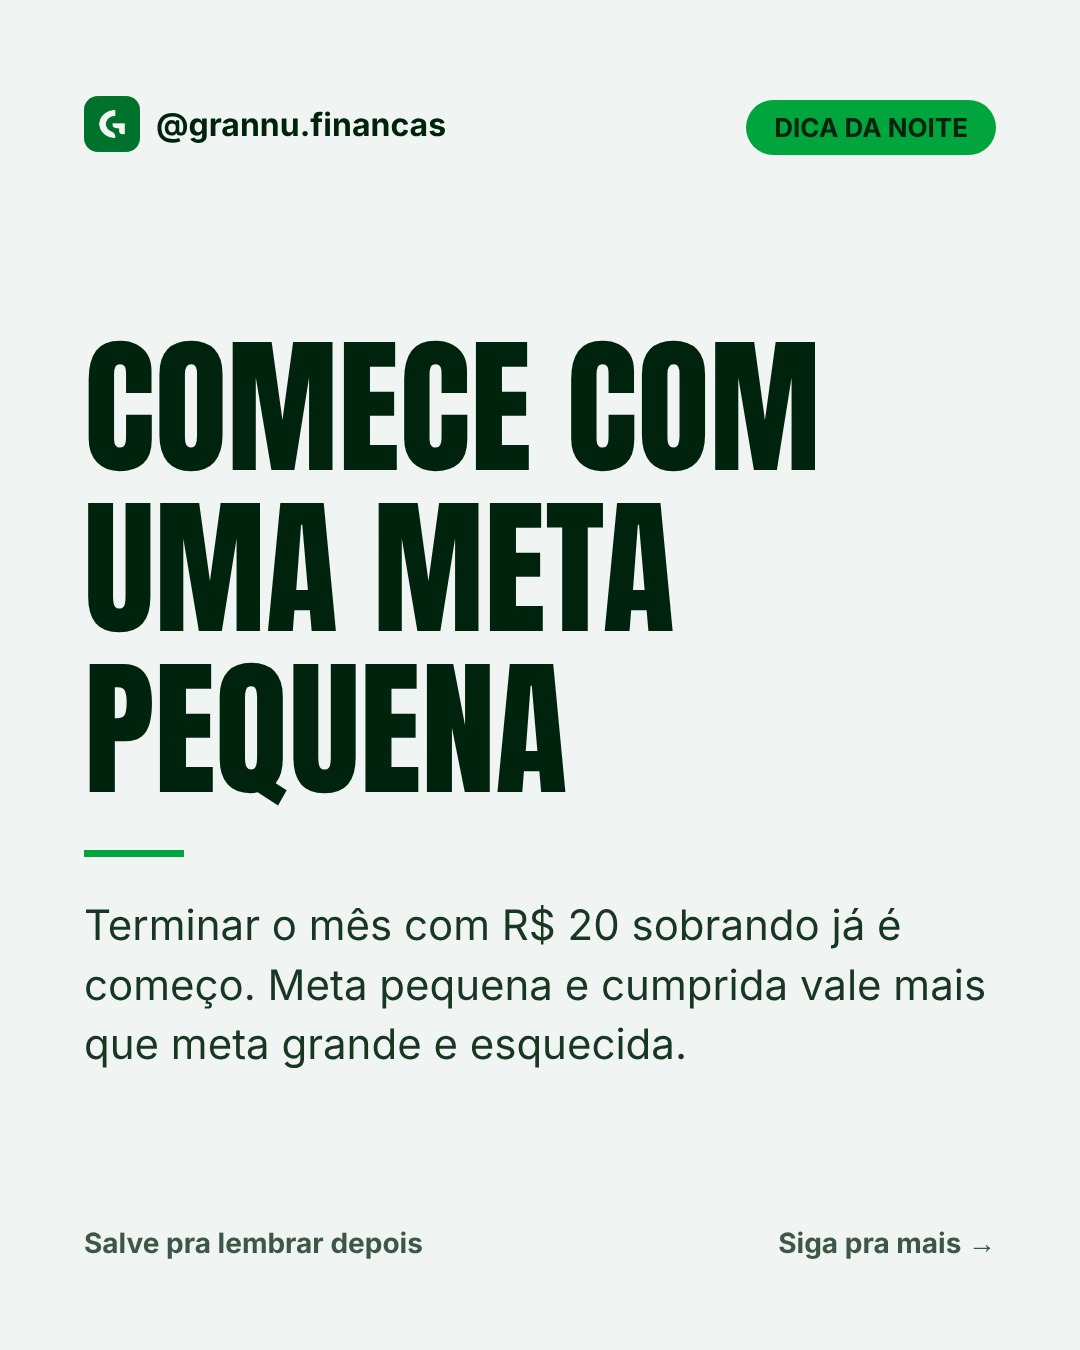 @grannu.financas
DICA DA NOITE
COMECE COM
UMA META
PEQUENA
Terminar o mês com R$ 20 sobrando já é
começo. Meta pequena e cumprida vale mais
que meta grande e esquecida.
Salve pra lembrar depois
Siga pra mais →